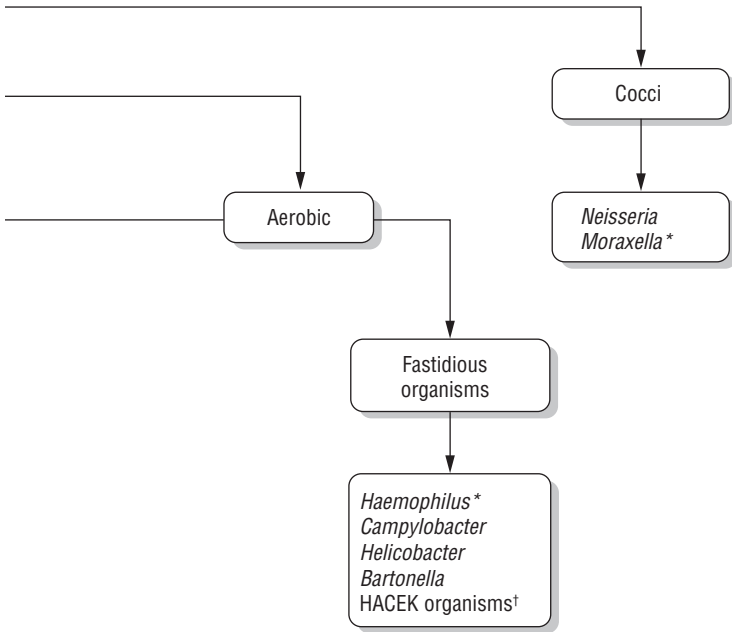 Cocci
Neisseria
Moraxella*
Aerobic
Fastidious
organisms
Haemophilus*
Campylobacter
Helicobacter
Bartonella
HACEK organisms†